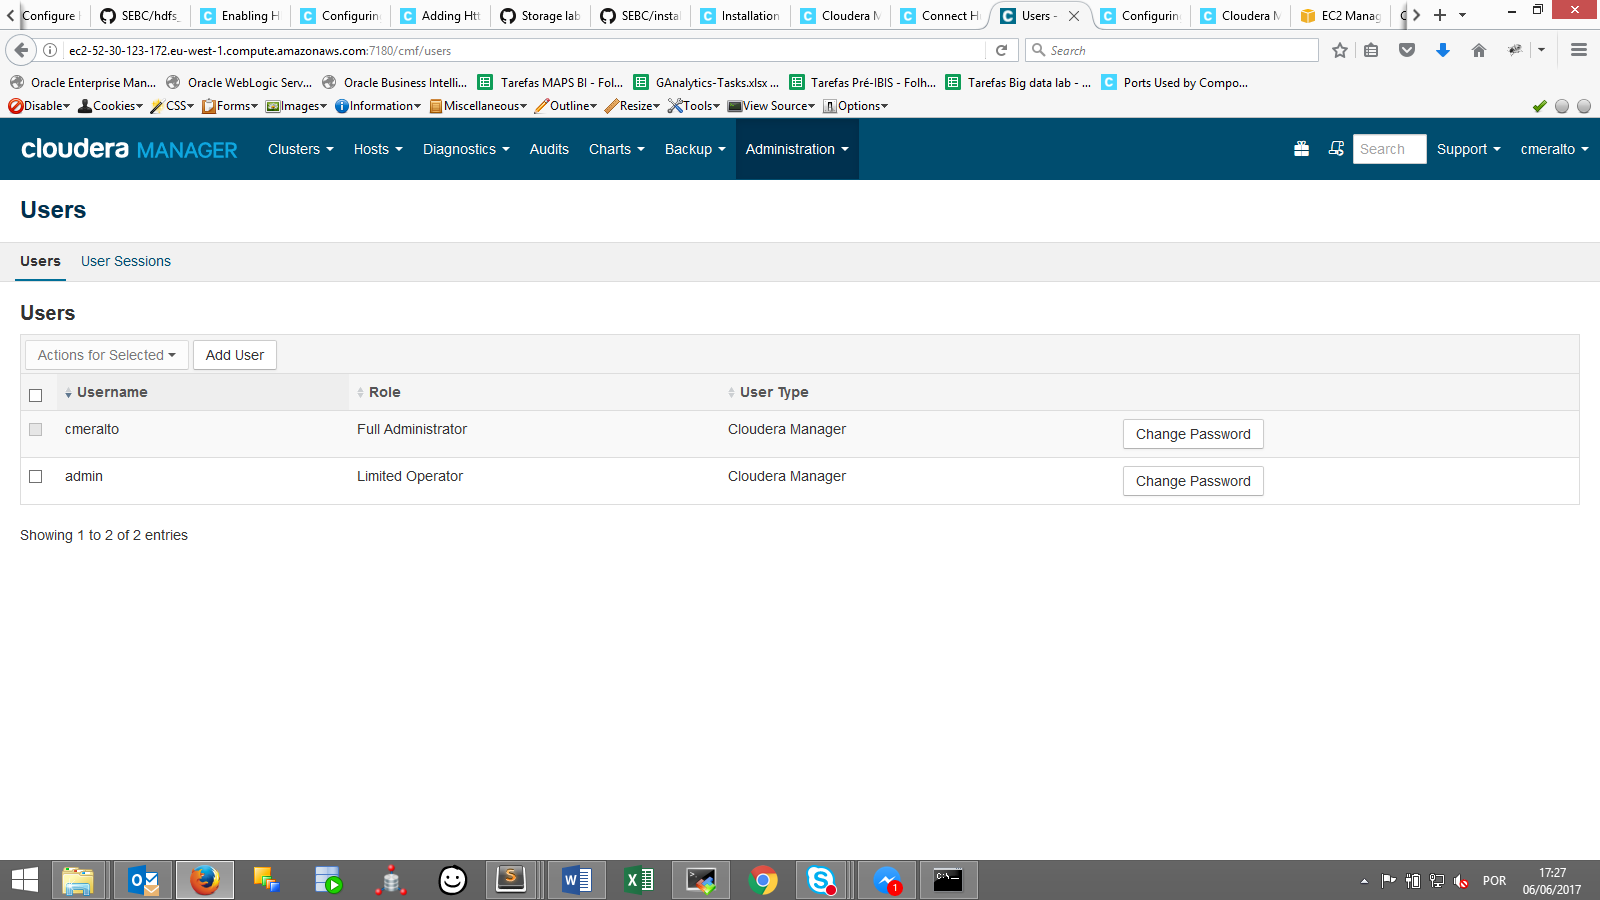 Configure SEBC/hdfs_ Enabling H Configuring Adding Htt Storage lab SEBC/instal Installation Cloudera M Connect H Users - Configuring Cloudera M EC2 Manag
ec2-52-30-123-172.eu-west-1.compute.amazonaws.com:7180/cmf/users Search
Oracle Enterprise Man... Oracle WebLogic Serv... Oracle Business Intelli... Tarefas MAPS BI - Fol... GAnalytics-Tasks.xlsx ... Tarefas Pré-IBIS - Folh... Tarefas Big data lab - ... Ports Used by Compo...
Disable Cookies CSS Forms Images Information Miscellaneous Outline Resize Tools View Source Options
cloudera MANAGER Clusters Hosts Diagnostics Audits Charts Backup Administration Search Support cmeralto
Users
Users User Sessions
Users
Actions for Selected Add User
Username Role User Type
cmeralto Full Administrator Cloudera Manager Change Password
admin Limited Operator Cloudera Manager Change Password
Showing 1 to 2 of 2 entries
1 POR 17:27
06/06/2017